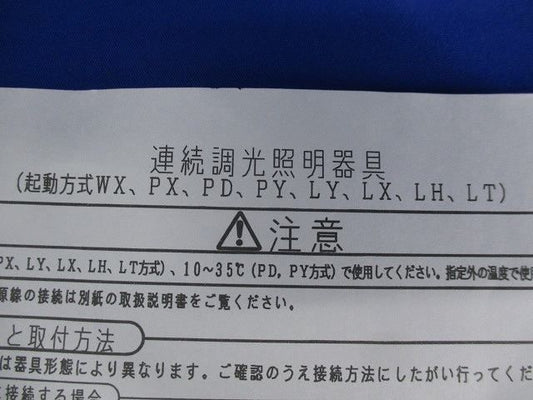 連続調光照明器具
(起動方式WX、PX、PD、PY、LY、LX、LH、LT)
注意
PX、LY、LX、LH、LT方式)、10～35℃(PD, PY方式)で使用してください。指定外の温度で使用
原線の接続は別紙の取扱説明書をご覧ください。
と取付方法
は器具形態により異なります。ご確認のうえ接続方法にしたがい行ってくだ
接続する場合